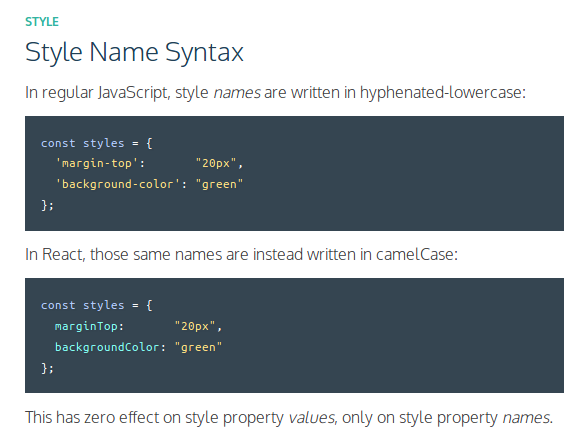 STYLE
Style Name Syntax
In regular JavaScript, style names are written in hyphenated-lowercase:
const styles = {
  'margin-top':       "20px",
  'background-color': "green"
};
In React, those same names are instead written in camelCase:
const styles = {
  marginTop:       "20px",
  backgroundColor: "green"
};
This has zero effect on style property values, only on style property names.